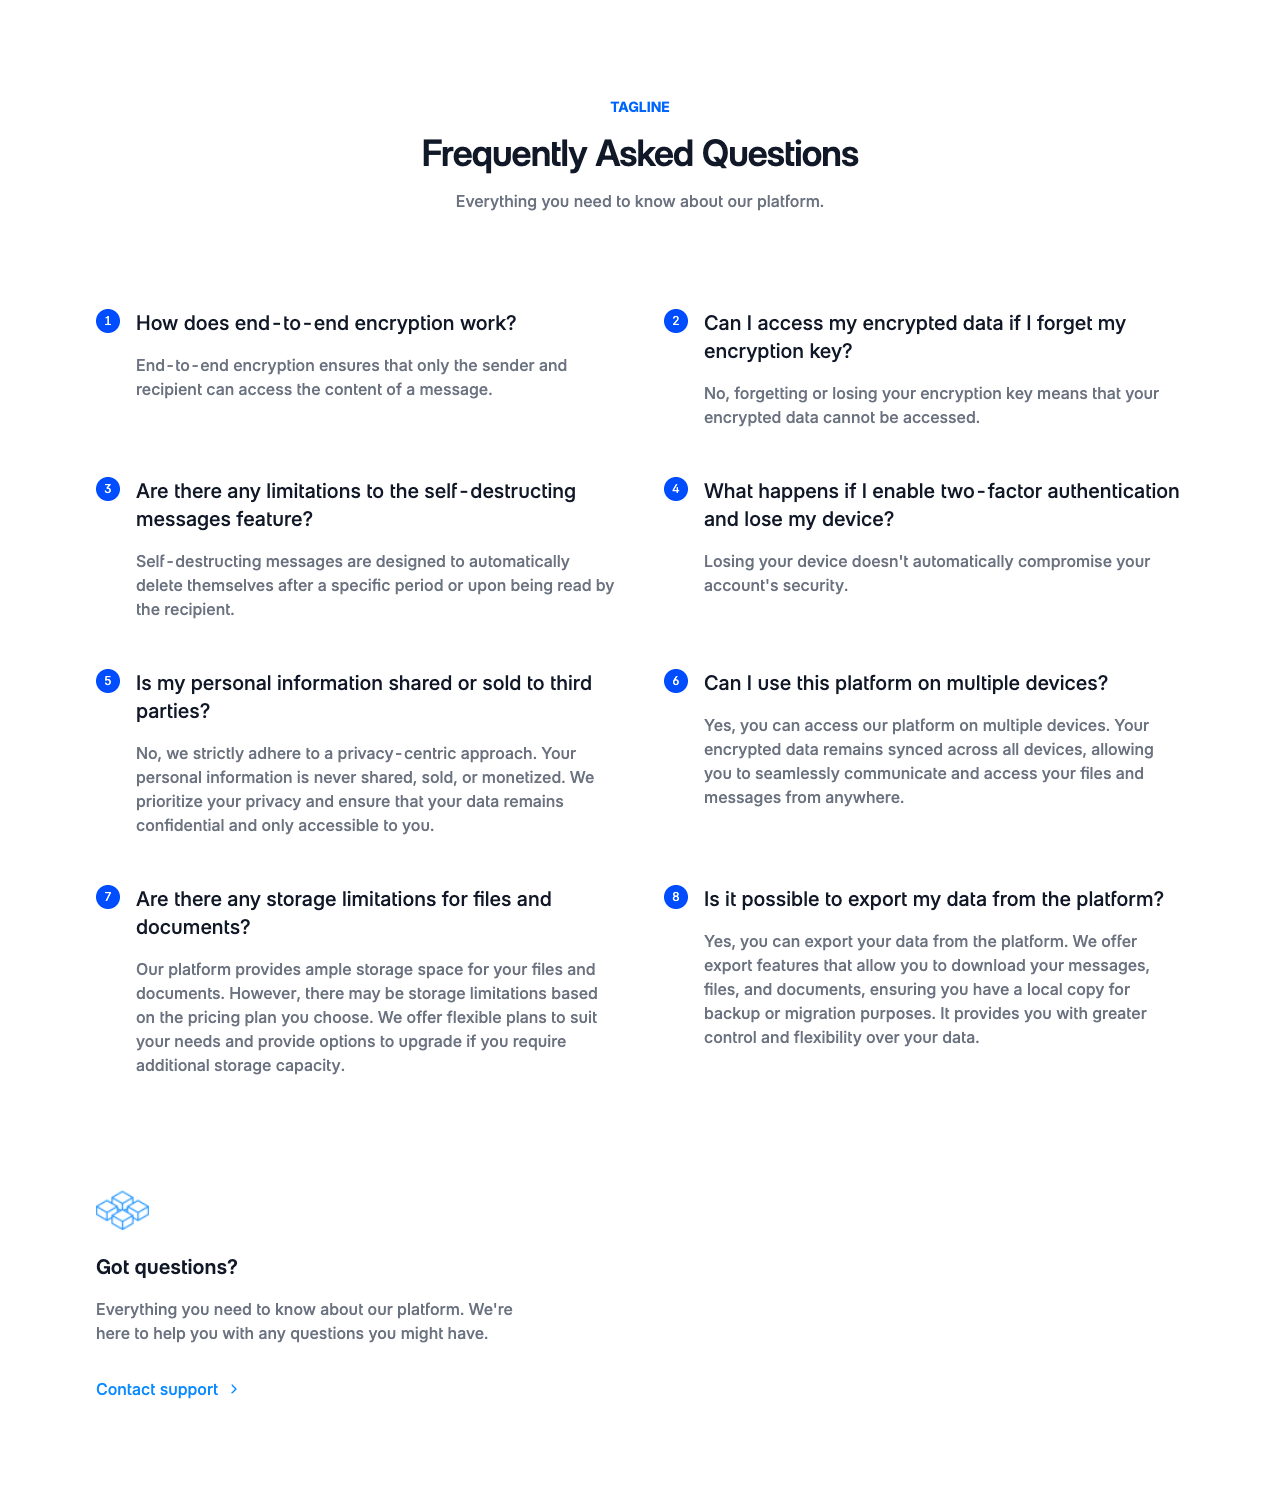 TAGLINE
Frequently Asked Questions
Everything you need to know about our platform.
1
How does end-to-end encryption work?
End-to-end encryption ensures that only the sender and
recipient can access the content of a message.
2
Can I access my encrypted data if I forget my
encryption key?
No, forgetting or losing your encryption key means that your
encrypted data cannot be accessed.
3
Are there any limitations to the self-destructing
messages feature?
Self-destructing messages are designed to automatically
delete themselves after a specific period or upon being read by
the recipient.
4
What happens if I enable two-factor authentication
and lose my device?
Losing your device doesn't automatically compromise your
account's security.
5
Is my personal information shared or sold to third
parties?
No, we strictly adhere to a privacy-centric approach. Your
personal information is never shared, sold, or monetized. We
prioritize your privacy and ensure that your data remains
confidential and only accessible to you.
6
Can I use this platform on multiple devices?
Yes, you can access our platform on multiple devices. Your
encrypted data remains synced across all devices, allowing
you to seamlessly communicate and access your files and
messages from anywhere.
7
Are there any storage limitations for files and
documents?
Our platform provides ample storage space for your files and
documents. However, there may be storage limitations based
on the pricing plan you choose. We offer flexible plans to suit
your needs and provide options to upgrade if you require
additional storage capacity.
8
Is it possible to export my data from the platform?
Yes, you can export your data from the platform. We offer
export features that allow you to download your messages,
files, and documents, ensuring you have a local copy for
backup or migration purposes. It provides you with greater
control and flexibility over your data.
Got questions?
Everything you need to know about our platform. We're
here to help you with any questions you might have.
Contact support